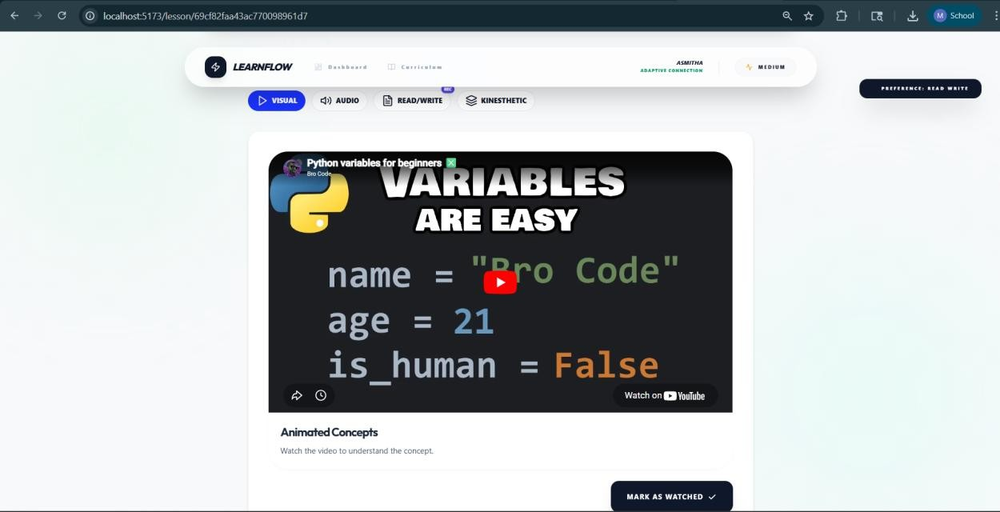 localhost:5173/lesson/69cf82faa43ac770098961d7
M School
LEARNFLOW
Dashboard
Curriculum
ASMITHA
ADAPTIVE CONNECTION
MEDIUM
PREFERENCE: READ WRITE
VISUAL
AUDIO
READ/WRITE
REC
KINESTHETIC
Python variables for beginners
Bro Code
VARIABLES
ARE EASY
name = "Bro Code"
age = 21
is_human = False
Watch on YouTube
Animated Concepts
Watch the video to understand the concept.
MARK AS WATCHED